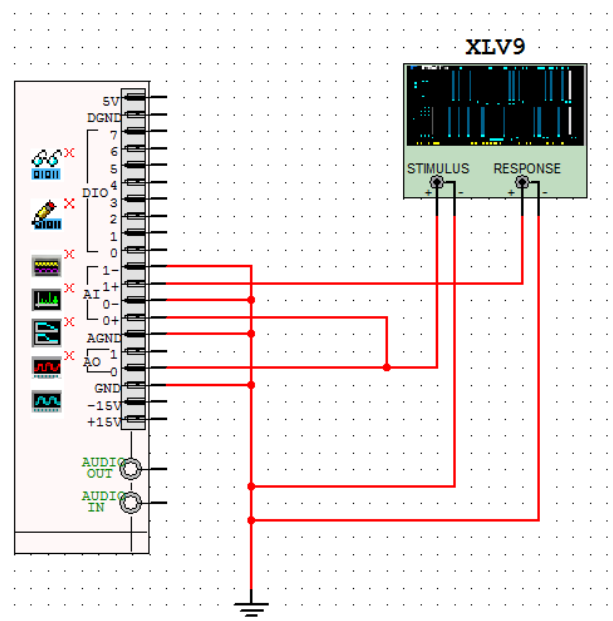 XLV9
STIMULUS RESPONSE
+ - + -
5V
DGND
7
6
5
4
DIO
3
2
1
0
1-
1+
AI
0-
0+
AGND
1
AO
0
GND
-15V
+15V
AUDIO
OUT
AUDIO
IN